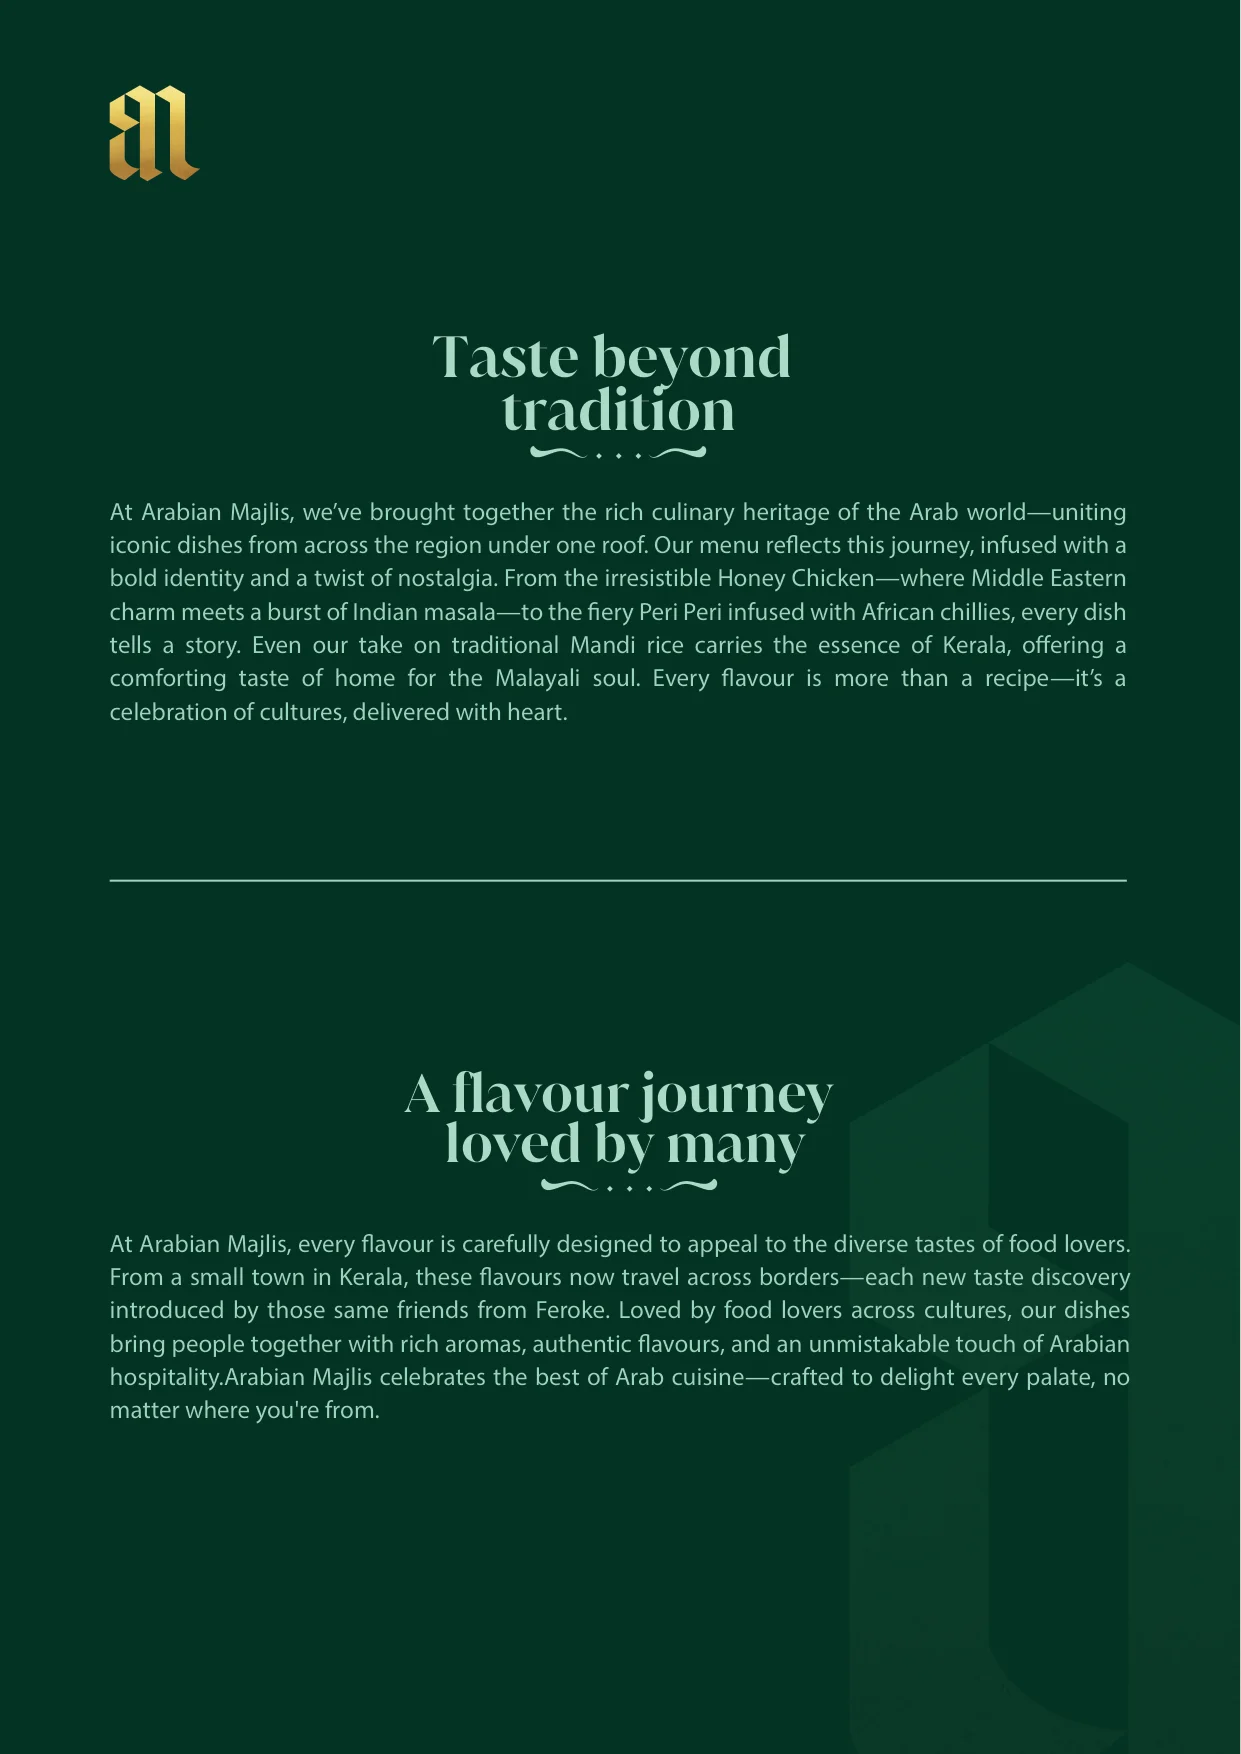 Taste beyond
tradition
At Arabian Majlis, we’ve brought together the rich culinary heritage of the Arab world—uniting
iconic dishes from across the region under one roof. Our menu reflects this journey, infused with a
bold identity and a twist of nostalgia. From the irresistible Honey Chicken—where Middle Eastern
charm meets a burst of Indian masala—to the fiery Peri Peri infused with African chillies, every dish
tells a story. Even our take on traditional Mandi rice carries the essence of Kerala, offering a
comforting taste of home for the Malayali soul. Every flavour is more than a recipe—it’s a
celebration of cultures, delivered with heart.
A flavour journey
loved by many
At Arabian Majlis, every flavour is carefully designed to appeal to the diverse tastes of food lovers.
From a small town in Kerala, these flavours now travel across borders—each new taste discovery
introduced by those same friends from Feroke. Loved by food lovers across cultures, our dishes
bring people together with rich aromas, authentic flavours, and an unmistakable touch of Arabian
hospitality.Arabian Majlis celebrates the best of Arab cuisine—crafted to delight every palate, no
matter where you're from.